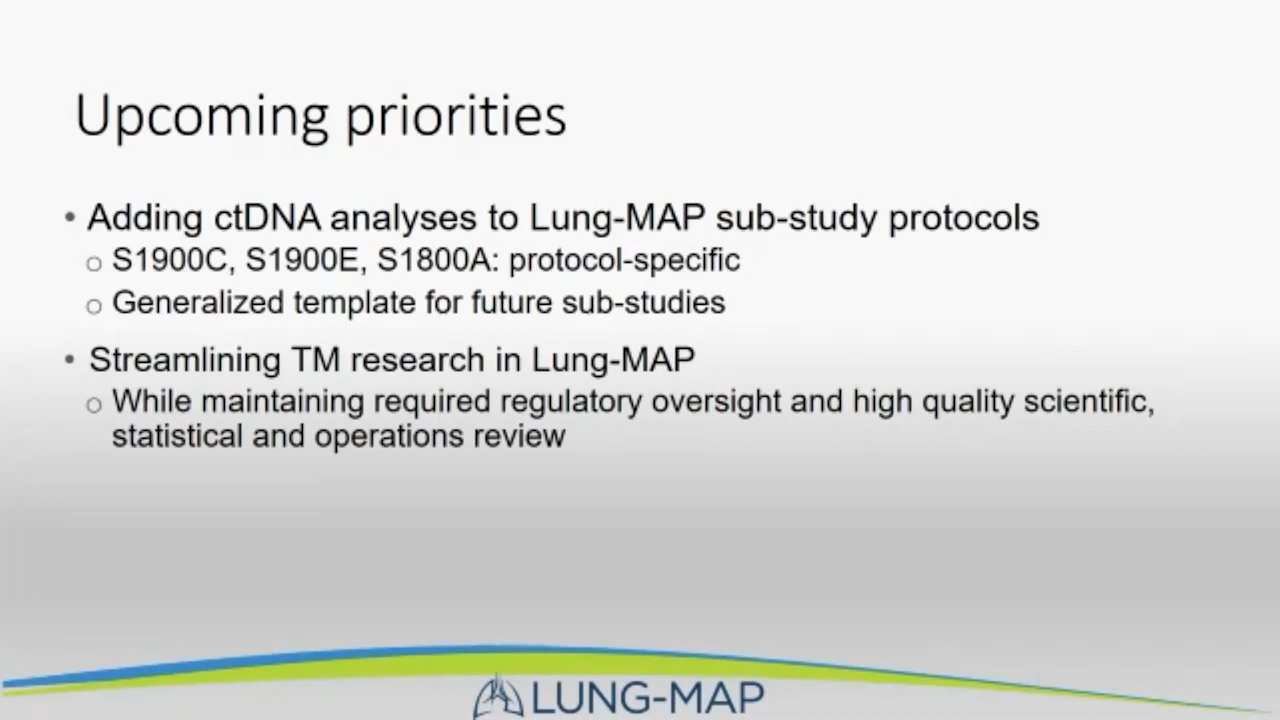 Upcoming priorities
• Adding ctDNA analyses to Lung-MAP sub-study protocols
o S1900C, S1900E, S1800A: protocol-specific
o Generalized template for future sub-studies
• Streamlining TM research in Lung-MAP
o While maintaining required regulatory oversight and high quality scientific,
statistical and operations review
LUNG-MAP